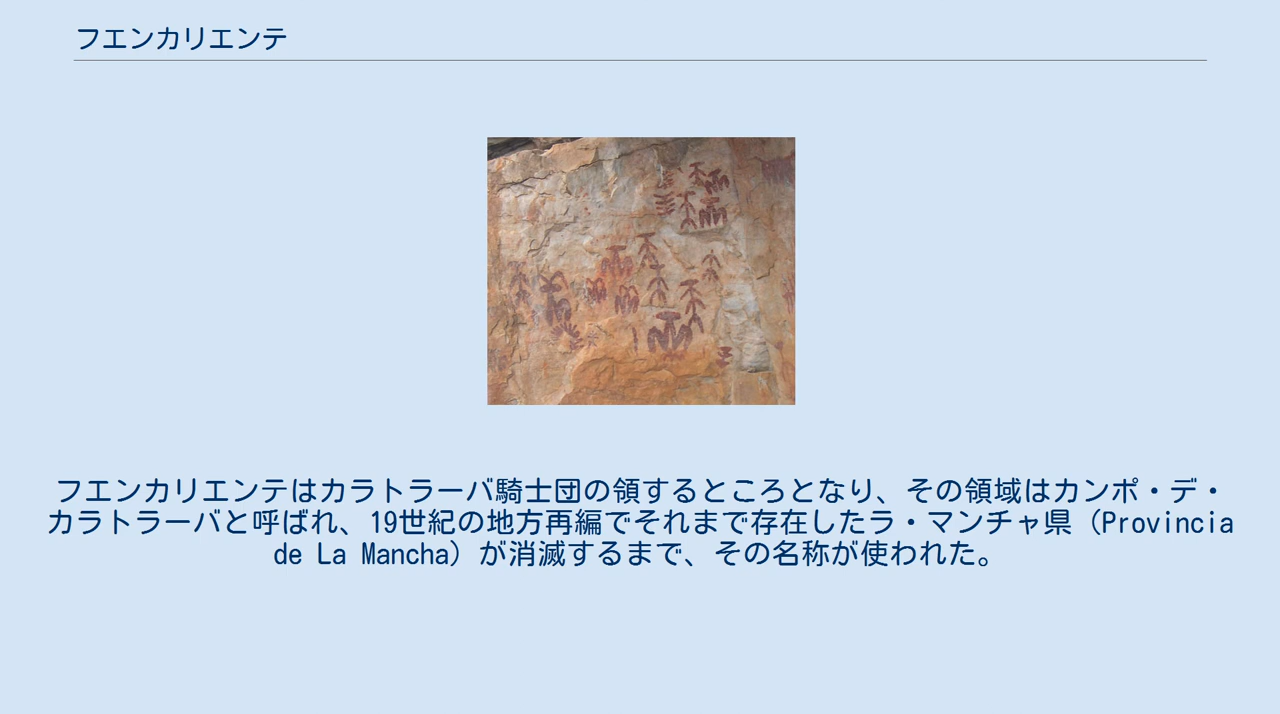 フエンカリエンテ
フエンカリエンテはカラトラーバ騎士団の領するところとなり、その領域はカンポ・デ・
カラトラーバと呼ばれ、19世紀の地方再編でそれまで存在したラ・マンチャ県（Provincia
de La Mancha）が消滅するまで、その名称が使われた。